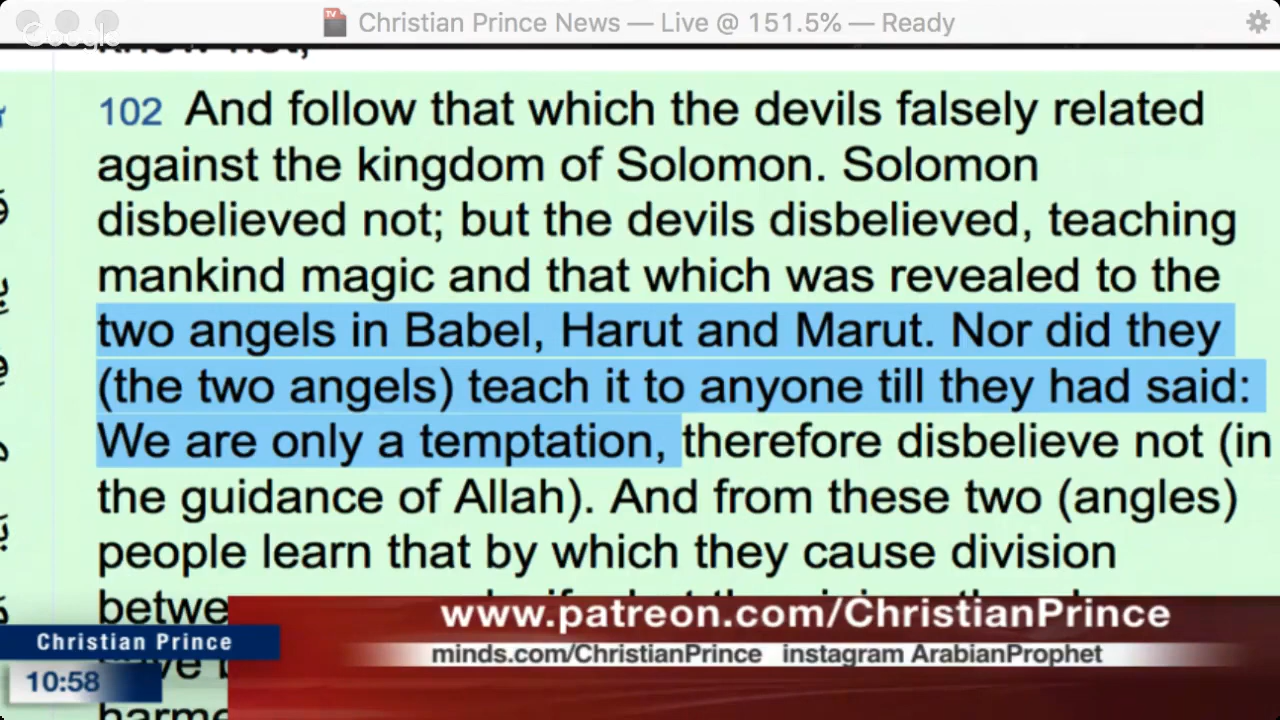 Christian Prince News — Live @ 151.5% — Ready
Google
know not,
102 And follow that which the devils falsely related
against the kingdom of Solomon. Solomon
disbelieved not; but the devils disbelieved, teaching
mankind magic and that which was revealed to the
two angels in Babel, Harut and Marut. Nor did they
(the two angels) teach it to anyone till they had said:
We are only a temptation, therefore disbelieve not (in
the guidance of Allah). And from these two (angles)
people learn that by which they cause division
www.patreon.com/ChristianPrince
Christian Prince
minds.com/ChristianPrince instagram ArabianProphet
10:58